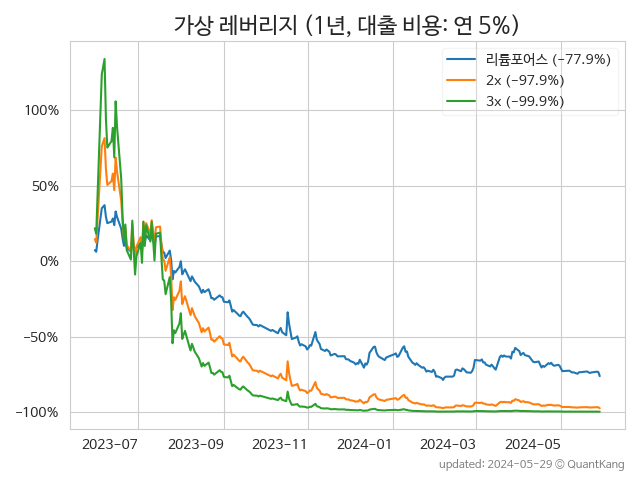 가상 레버리지 (1년, 대출 비용: 연 5%)
리튬포어스 (−77.9%)
2x (−97.9%)
3x (−99.9%)
100%
50%
0%
−50%
−100%
2023-07 2023-09 2023-11 2024-01 2024-03 2024-05
updated: 2024-05-29 © QuantKang